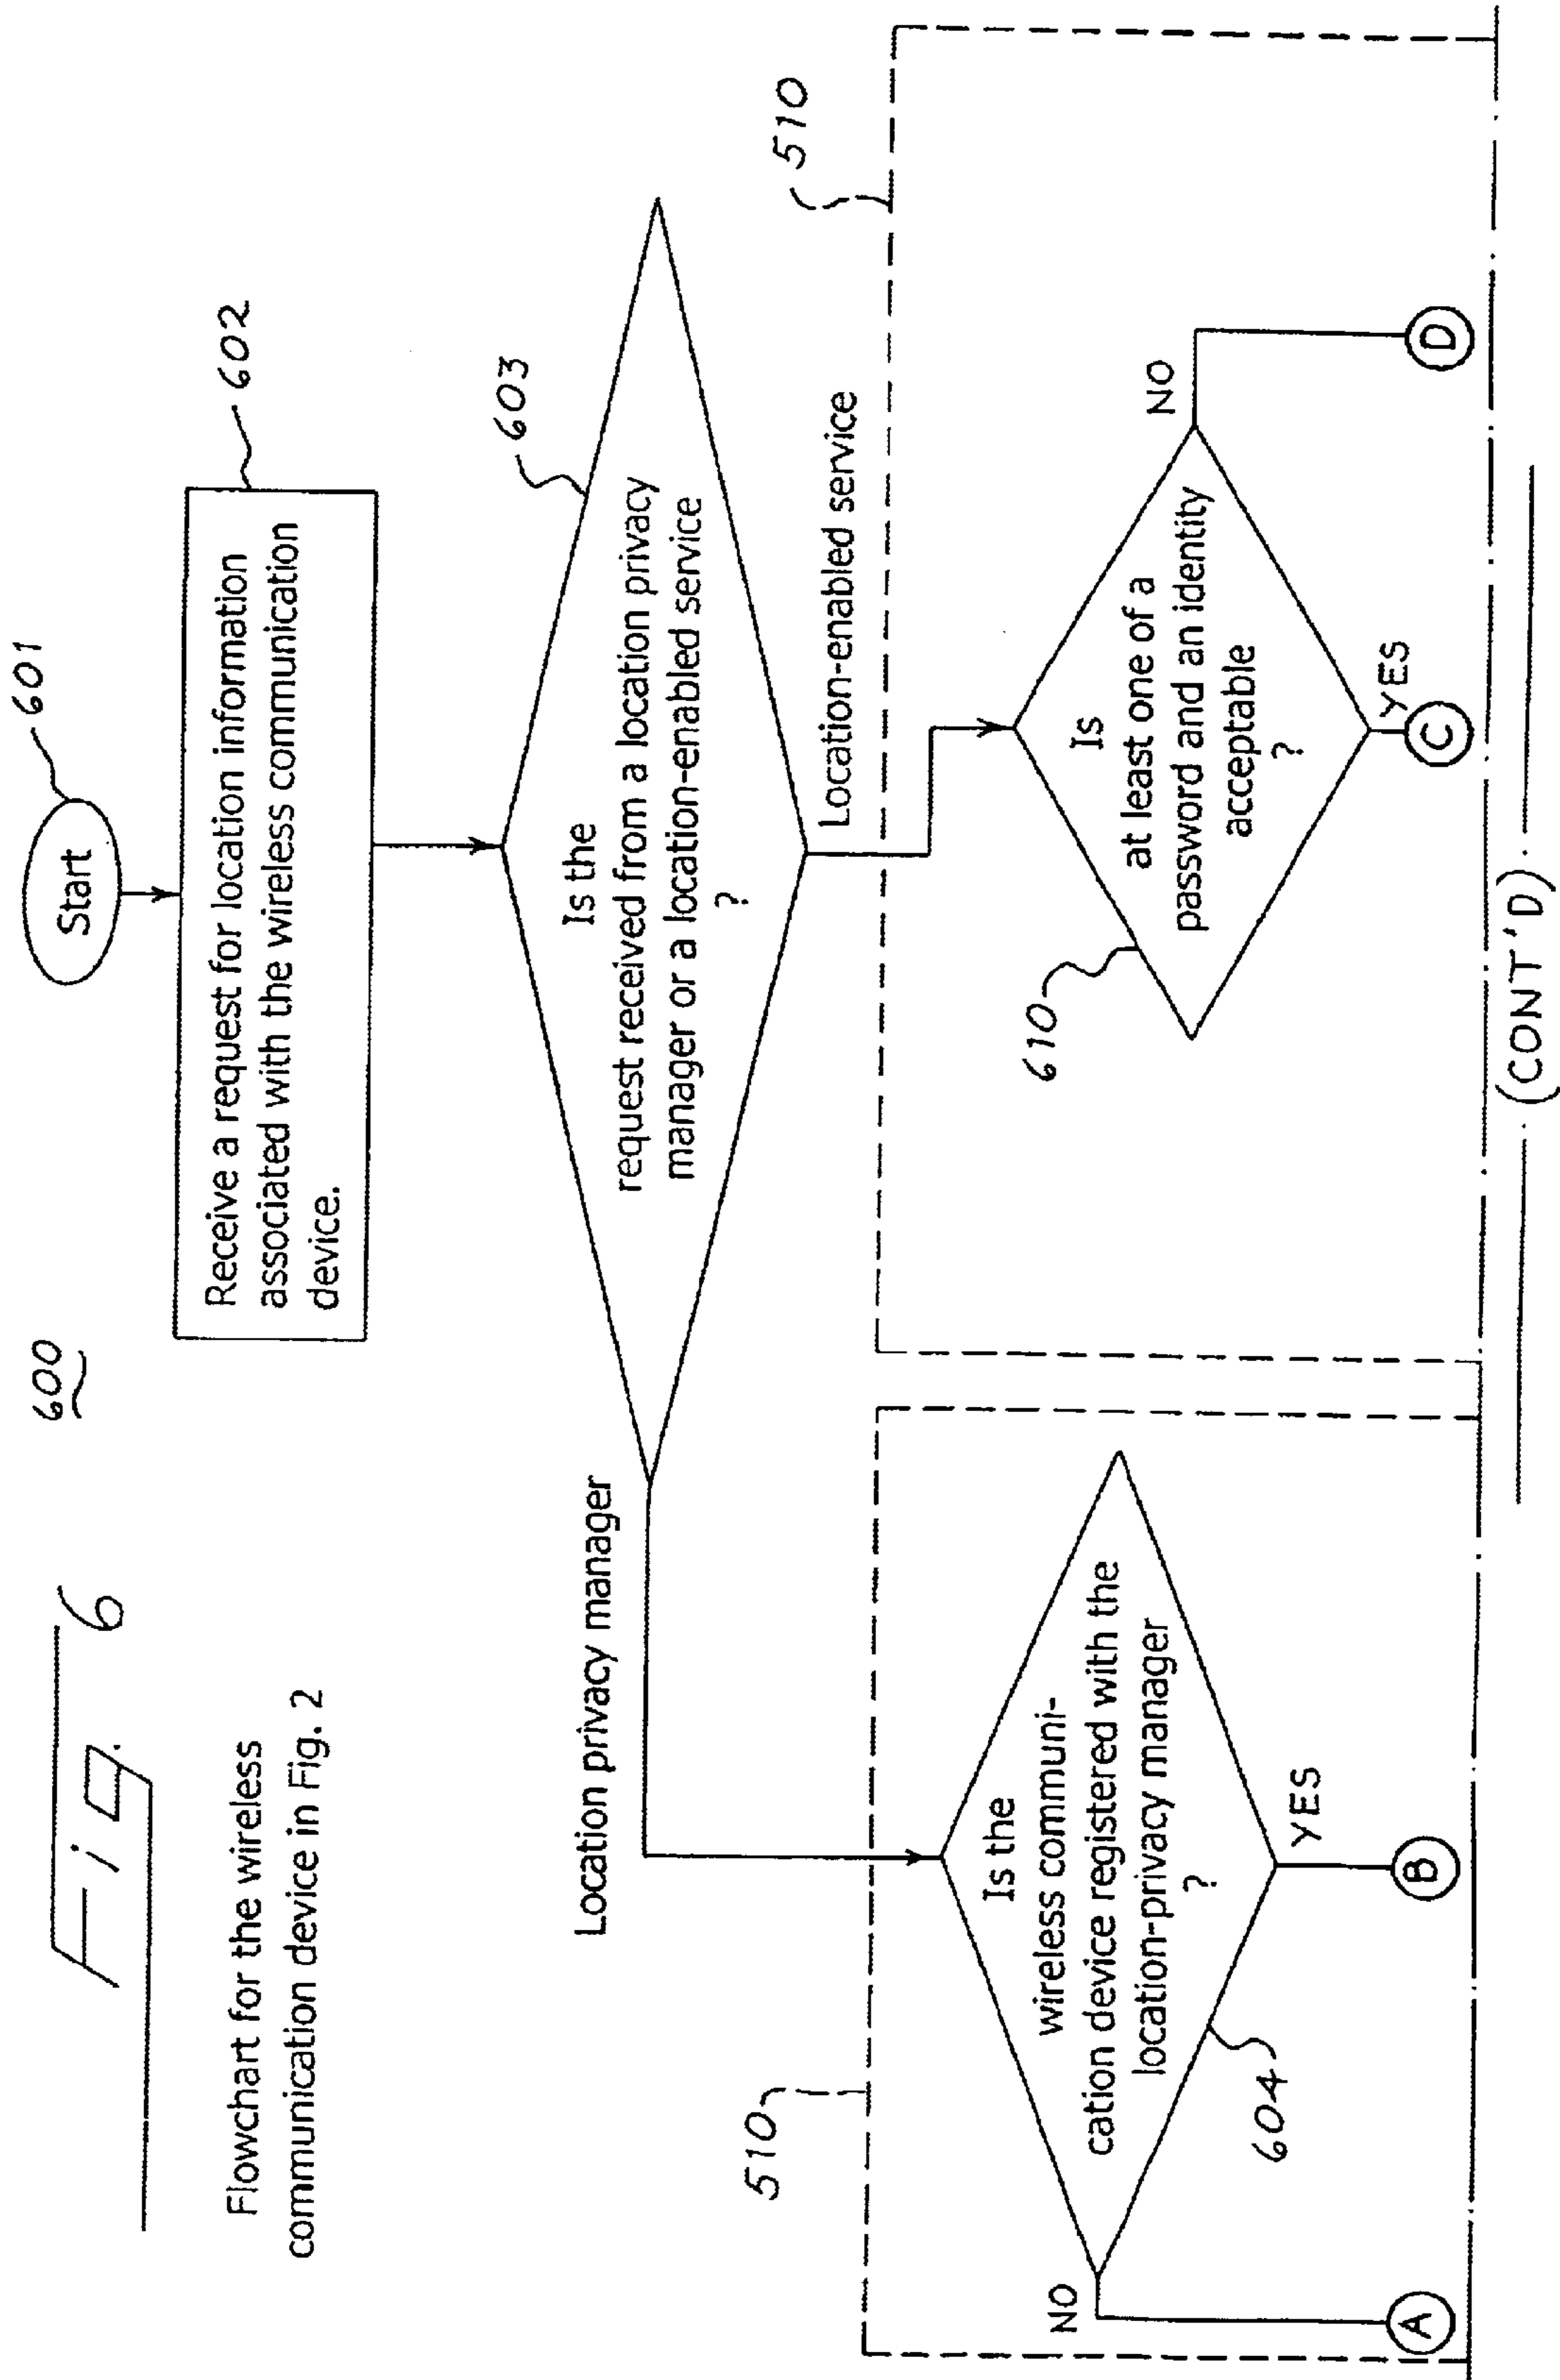 Fig. 6
600
Flowchart for the wireless
communication device in Fig. 2
Start
601
Receive a request for location information
associated with the wireless communication
device.
602
Is the
request received from a location privacy
manager or a location-enabled service
?
603
Location privacy manager
Location-enabled service
510
510
Is the
wireless communi-
cation device registered with the
location-privacy manager
?
604
NO
YES
A
B
Is
at least one of a
password and an identity
acceptable
?
610
NO
YES
C
D
(CONT'D)